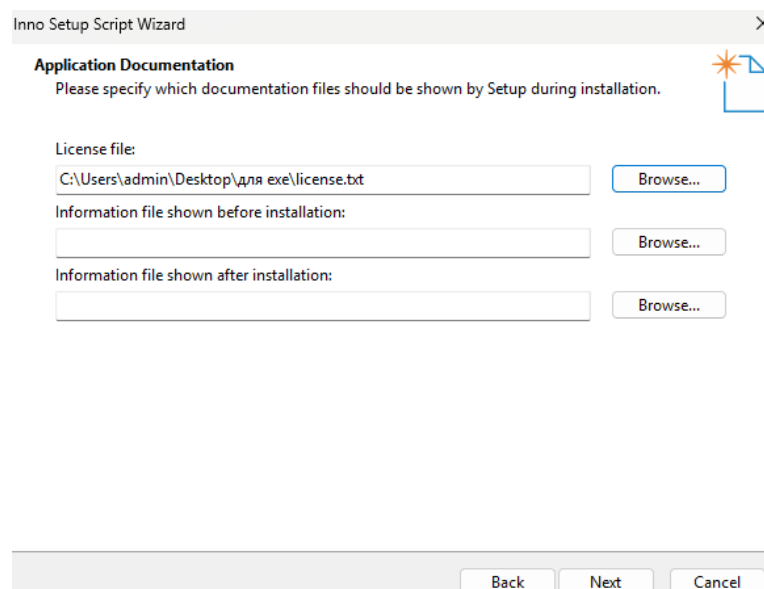 Inno Setup Script Wizard
Application Documentation
Please specify which documentation files should be shown by Setup during installation.
License file:
C:\Users\admin\Desktop\для exe\license.txt
Browse...
Information file shown before installation:
Browse...
Information file shown after installation:
Browse...
Back
Next
Cancel